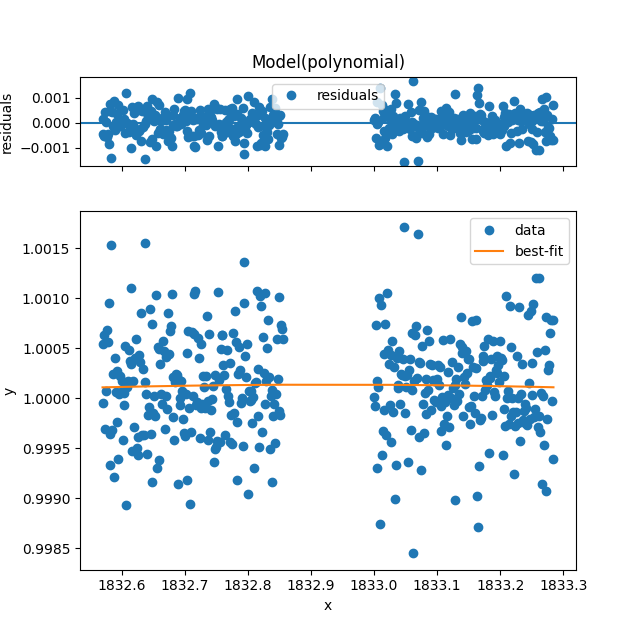 Model(polynomial)
residuals
0.001
0.000
−0.001
residuals
data
best-fit
y
1.0015
1.0010
1.0005
1.0000
0.9995
0.9990
0.9985
1832.6 1832.7 1832.8 1832.9 1833.0 1833.1 1833.2 1833.3
x